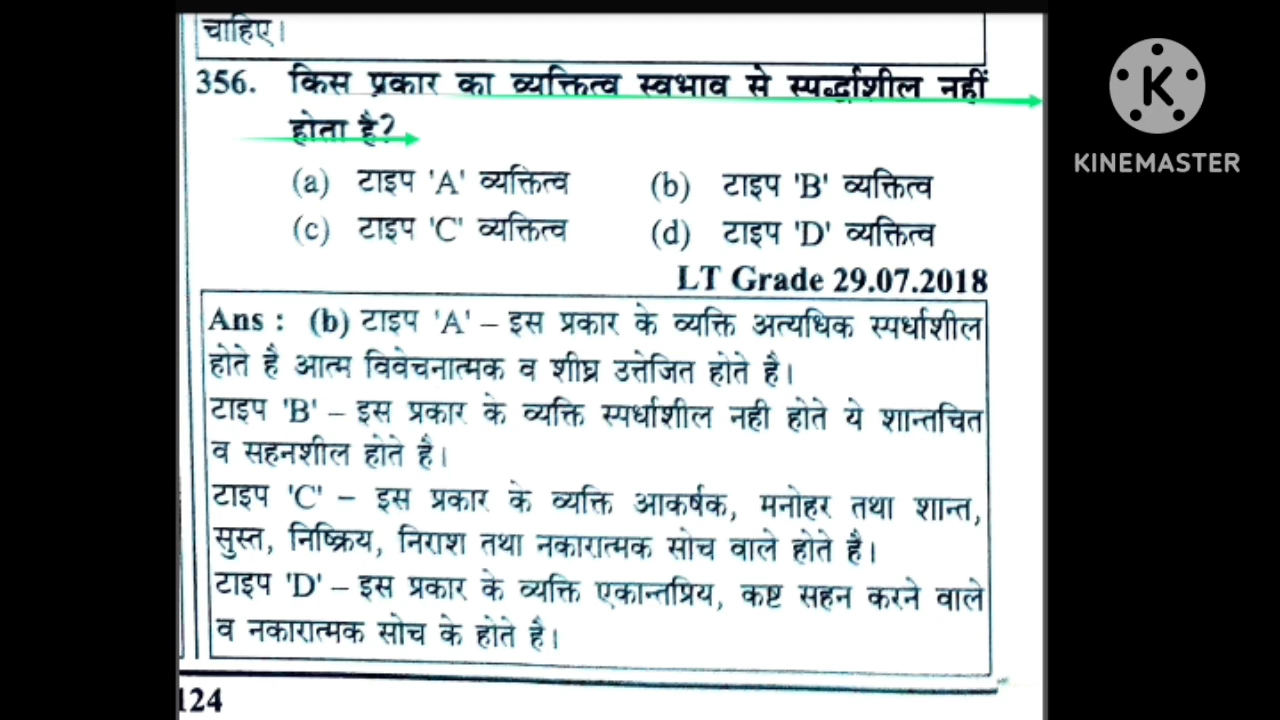 चाहिए।
356. किस प्रकार का व्यक्तित्व स्वभाव से स्पर्द्धाशील नहीं
होता है?
(a) टाइप 'A' व्यक्तित्व (b) टाइप 'B' व्यक्तित्व
(c) टाइप 'C' व्यक्तित्व (d) टाइप 'D' व्यक्तित्व
LT Grade 29.07.2018
Ans : (b) टाइप 'A' – इस प्रकार के व्यक्ति अत्यधिक स्पर्धाशील
होते है आत्म विवेचनात्मक व शीघ्र उत्तेजित होते है।
टाइप 'B' – इस प्रकार के व्यक्ति स्पर्धाशील नही होते ये शान्तचित
व सहनशील होते है।
टाइप 'C' – इस प्रकार के व्यक्ति आकर्षक, मनोहर तथा शान्त,
सुस्त, निष्क्रिय, निराश तथा नकारात्मक सोच वाले होते है।
टाइप 'D' – इस प्रकार के व्यक्ति एकान्तप्रिय, कष्ट सहन करने वाले
व नकारात्मक सोच के होते है।
124
K
KINEMASTER